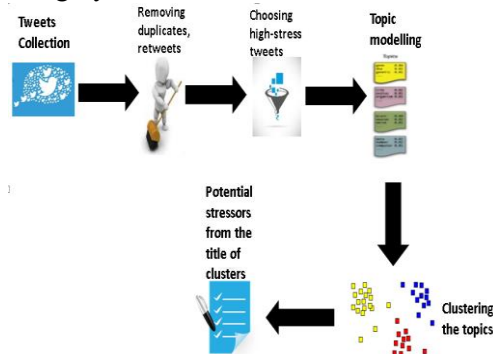 Tweets
Collection
Removing
duplicates,
retweets
Choosing
high-stress
tweets
Topic
modelling
Potential
stressors
from the
title of
clusters
Clustering
the topics